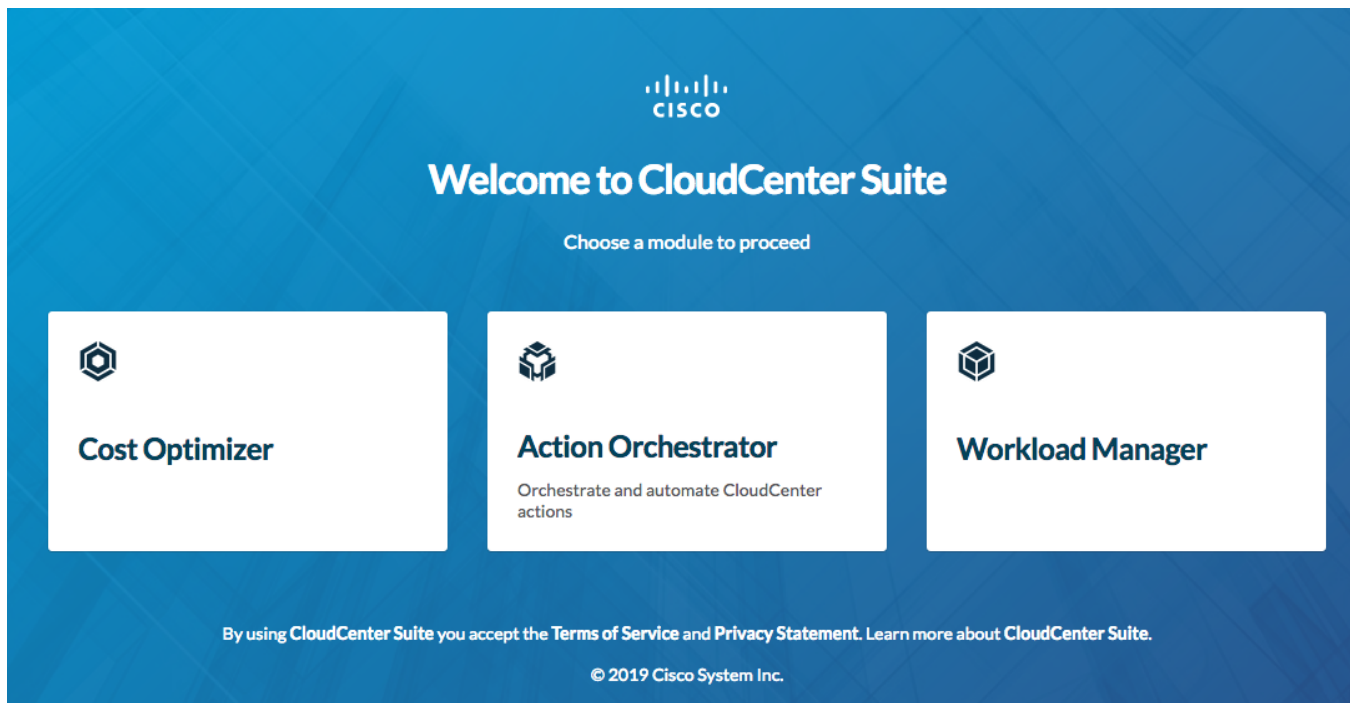 CISCO
Welcome to CloudCenter Suite
Choose a module to proceed
Cost Optimizer
Action Orchestrator
Orchestrate and automate CloudCenter
actions
Workload Manager
By using CloudCenter Suite you accept the Terms of Service and Privacy Statement. Learn more about CloudCenter Suite.
© 2019 Cisco System Inc.